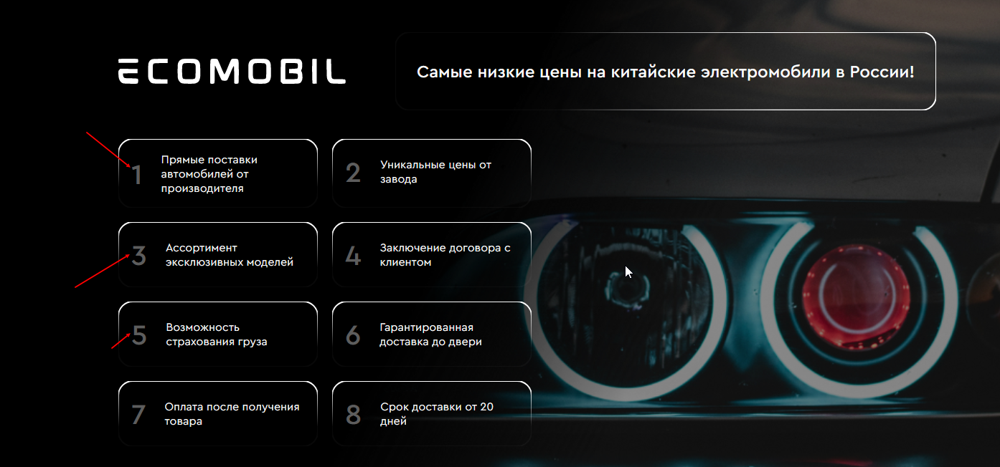 ECOMOBIL
Самые низкие цены на китайские электромобили в России!
1
Прямые поставки
автомобилей от
производителя
2
Уникальные цены от
завода
3
Ассортимент
эксклюзивных моделей
4
Заключение договора с
клиентом
5
Возможность
страхования груза
6
Гарантированная
доставка до двери
7
Оплата после получения
товара
8
Срок доставки от 20
дней